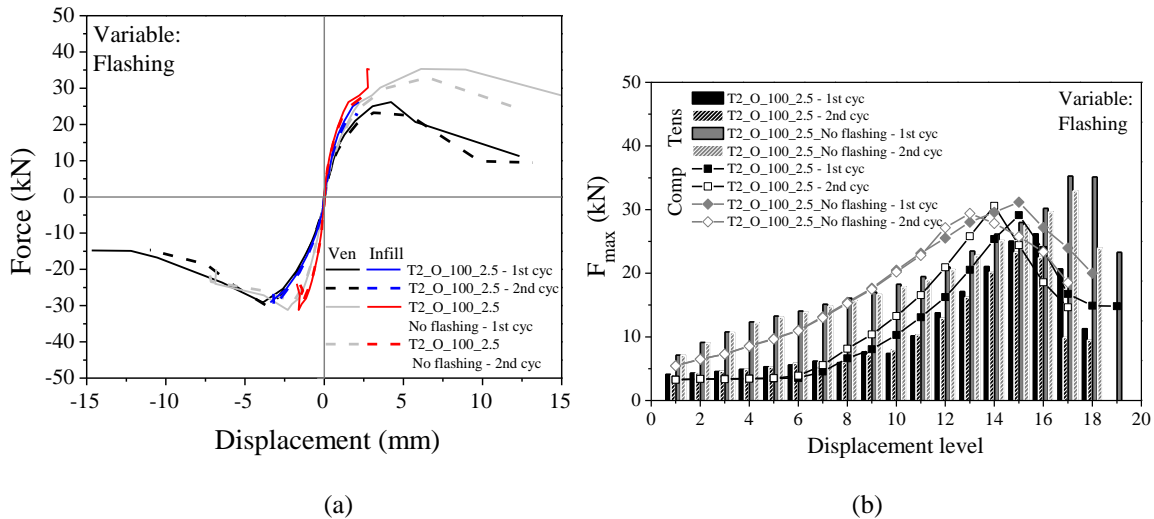 Variable:
Flashing
50
40
30
20
10
0
-10
-20
-30
-40
-50
Force (kN)
Ven Infill
T2_O_100_2.5 - 1st cyc
T2_O_100_2.5 - 2nd cyc
T2_O_100_2.5
No flashing - 1st cyc
T2_O_100_2.5
No flashing - 2nd cyc
-15 -10 -5 0 5 10 15
Displacement (mm)
(a)
50
40
30
20
10
0
Fmax (kN)
Variable:
Flashing
Tens
T2_O_100_2.5 - 1st cyc
T2_O_100_2.5 - 2nd cyc
T2_O_100_2.5_No flashing - 1st cyc
T2_O_100_2.5_No flashing - 2nd cyc
Comp
T2_O_100_2.5 - 1st cyc
T2_O_100_2.5 - 2nd cyc
T2_O_100_2.5_No flashing - 1st cyc
T2_O_100_2.5_No flashing - 2nd cyc
0 2 4 6 8 10 12 14 16 18 20
Displacement level
(b)